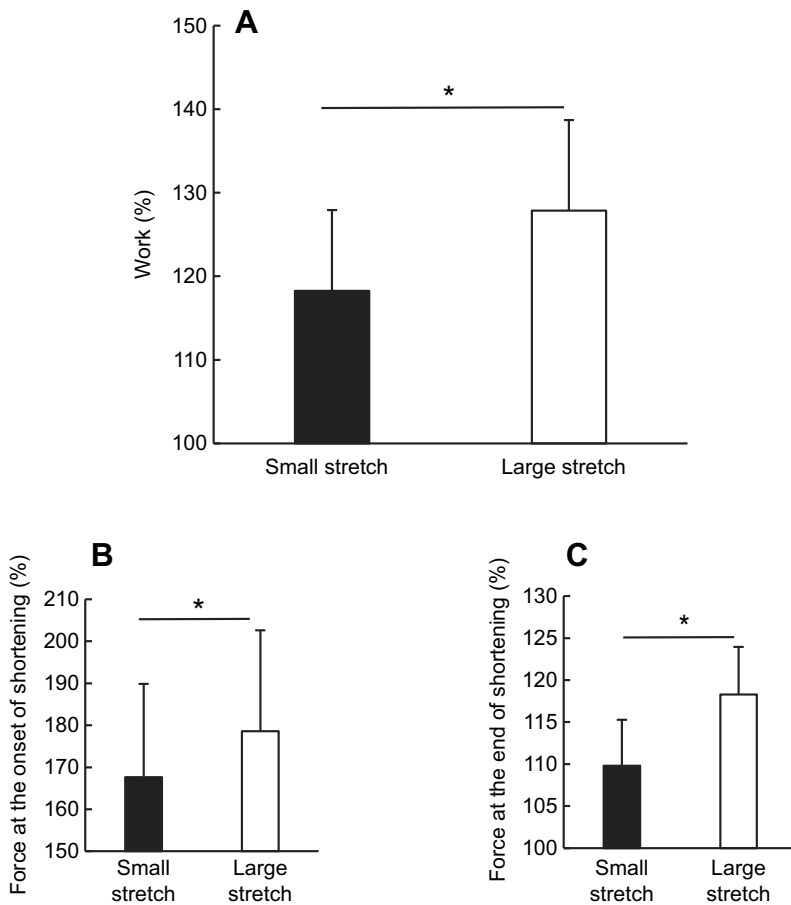 A
Work (%)
150
140
130
120
110
100
*
Small stretch
Large stretch
B
Force at the onset of shortening (%)
210
200
190
180
170
160
150
*
Small
stretch
Large
stretch
C
Force at the end of shortening (%)
130
125
120
115
110
105
100
*
Small
stretch
Large
stretch